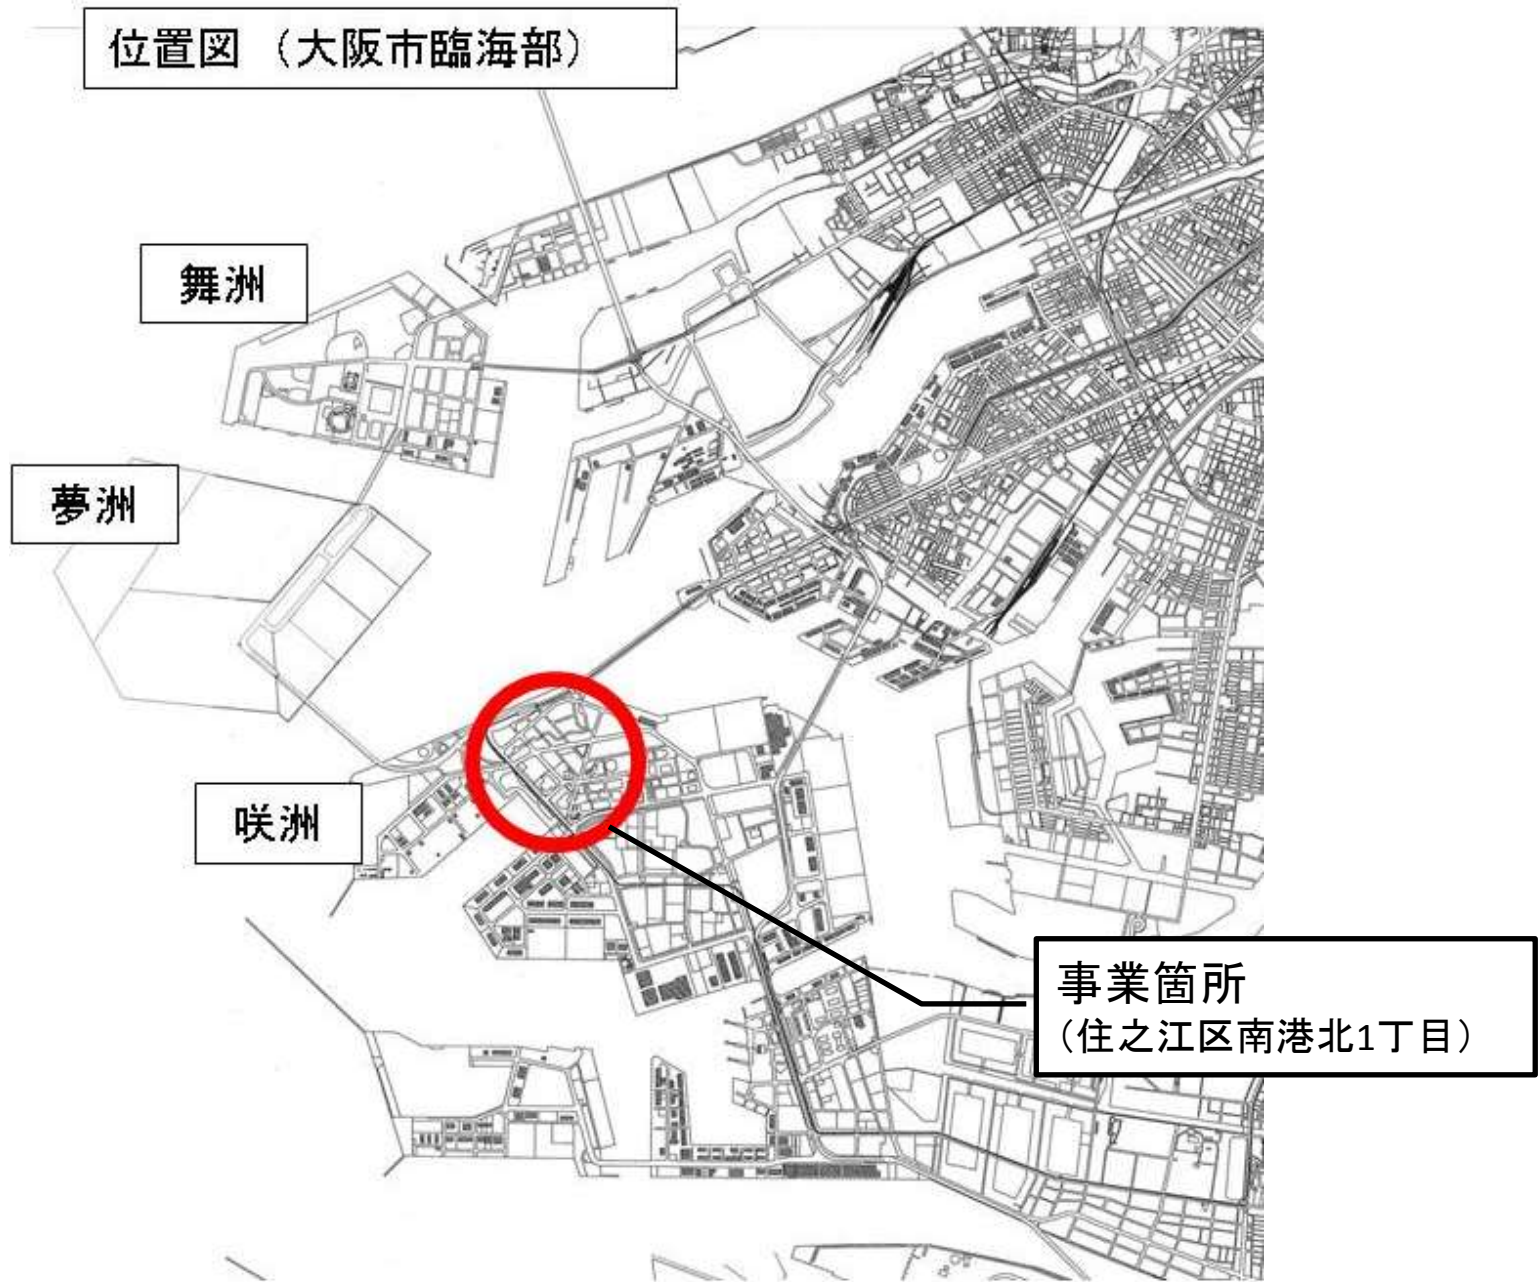 位置図 （大阪市臨海部）
舞洲
夢洲
咲洲
事業箇所
（住之江区南港北1丁目）